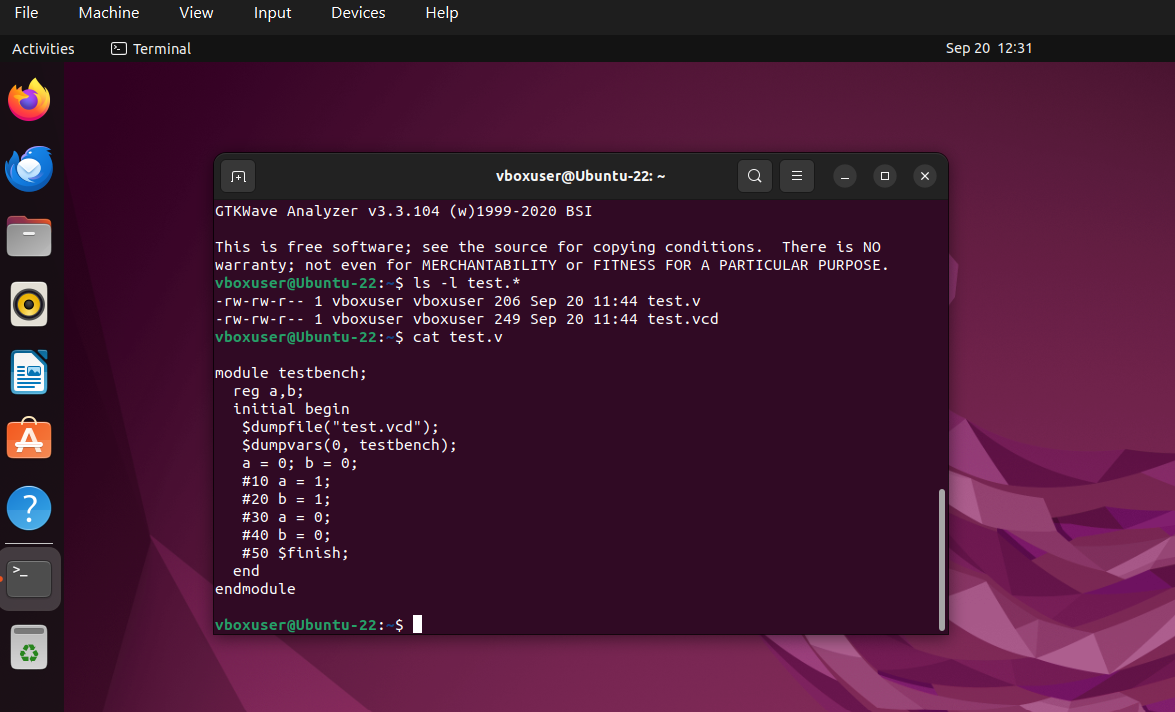 File Machine View Input Devices Help
Activities Terminal Sep 20 12:31
vboxuser@Ubuntu-22: ~
GTKWave Analyzer v3.3.104 (w)1999-2020 BSI
This is free software; see the source for copying conditions.  There is NO
warranty; not even for MERCHANTABILITY or FITNESS FOR A PARTICULAR PURPOSE.
vboxuser@Ubuntu-22:~$ ls -l test.*
-rw-rw-r-- 1 vboxuser vboxuser 206 Sep 20 11:44 test.v
-rw-rw-r-- 1 vboxuser vboxuser 249 Sep 20 11:44 test.vcd
vboxuser@Ubuntu-22:~$ cat test.v
module testbench;
  reg a,b;
  initial begin
   $dumpfile("test.vcd");
   $dumpvars(0, testbench);
   a = 0; b = 0;
   #10 a = 1;
   #20 b = 1;
   #30 a = 0;
   #40 b = 0;
   #50 $finish;
  end
endmodule
vboxuser@Ubuntu-22:~$